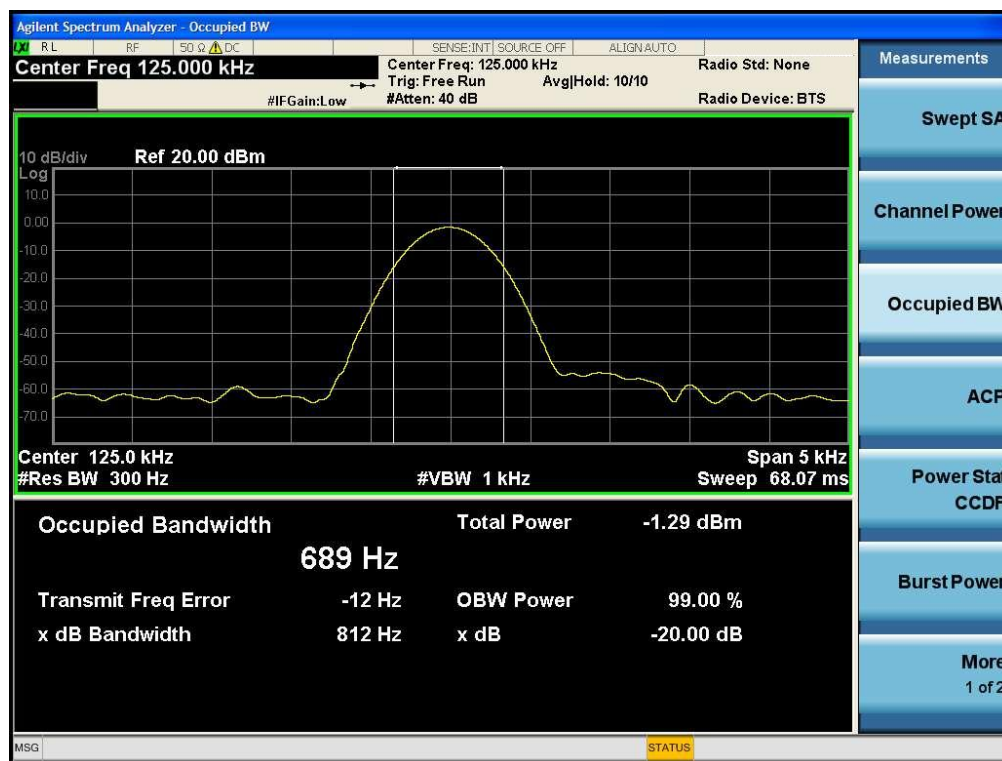 Agilent Spectrum Analyzer - Occupied BW
LXI RL RF 50 Ω DC SENSE:INT SOURCE OFF ALIGN AUTO
Center Freq 125.000 kHz
Center Freq: 125.000 kHz Radio Std: None
Trig: Free Run Avg|Hold: 10/10
#IFGain:Low #Atten: 40 dB Radio Device: BTS
10 dB/div Ref 20.00 dBm
Log
10.0
0.00
-10.0
-20.0
-30.0
-40.0
-50.0
-60.0
-70.0
Center 125.0 kHz Span 5 kHz
#Res BW 300 Hz #VBW 1 kHz Sweep 68.07 ms
Occupied Bandwidth Total Power -1.29 dBm
689 Hz
Transmit Freq Error -12 Hz OBW Power 99.00 %
x dB Bandwidth 812 Hz x dB -20.00 dB
MSG STATUS
Measurements
Swept SA
Channel Power
Occupied BW
ACP
Power Stat
CCDF
Burst Power
More
1 of 2